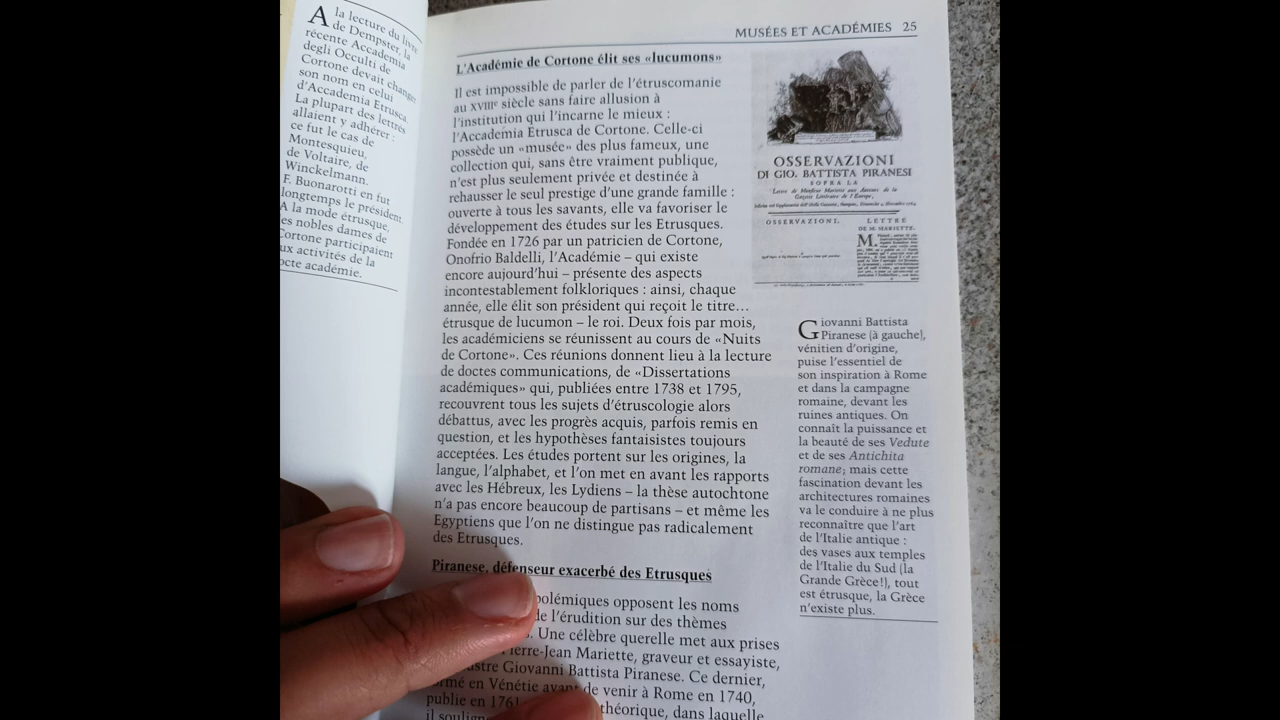 A la lecture du livre
de Dempster, la
récente Accademia
degli Occulti di
Cortone devait changer
son nom en celui
d'Accademia Etrusca.
La plupart des lettrés
allaient y adhérer :
ce fut le cas de
Montesquieu,
de Voltaire, de
Winckelmann.
F. Buonarotti en fut
longtemps le président
A la mode étrusque,
nobles dames de
Cortone participaient
activités de la
académie.
MUSÉES ET ACADÉMIES 25
L'Académie de Cortone élit ses «lucumons»
Il est impossible de parler de l'étruscomanie
au XVIIIe siècle sans faire allusion à
l'institution qui l'incarne le mieux :
l'Accademia Etrusca de Cortone. Celle-ci
possède un «musée» des plus fameux, une
collection qui, sans être vraiment publique,
n'est plus seulement privée et destinée à
rehausser le seul prestige d'une grande famille :
ouverte à tous les savants, elle va favoriser le
développement des études sur les Etrusques.
Fondée en 1726 par un patricien de Cortone,
Onofrio Baldelli, l'Académie – qui existe
encore aujourd'hui – présente des aspects
incontestablement folkloriques : ainsi, chaque
année, elle élit son président qui reçoit le titre...
étrusque de lucumon – le roi. Deux fois par mois,
les académiciens se réunissent au cours de «Nuits
de Cortone». Ces réunions donnent lieu à la lecture
de doctes communications, de «Dissertations
académiques» qui, publiées entre 1738 et 1795,
recouvrent tous les sujets d'étruscologie alors
débattus, avec les progrès acquis, parfois remis en
question, et les hypothèses fantaisistes toujours
acceptées. Les études portent sur les origines, la
langue, l'alphabet, et l'on met en avant les rapports
avec les Hébreux, les Lydiens – la thèse autochtone
n'a pas encore beaucoup de partisans – et même les
Egyptiens que l'on ne distingue pas radicalement
des Etrusques.
Piranese, défenseur exacerbé des Etrusques
polémiques opposent les noms
de l'érudition sur des thèmes
Une célèbre querelle met aux prises
Pierre-Jean Mariette, graveur et essayiste,
Giovanni Battista Piranese. Ce dernier,
en Vénétie avant de venir à Rome en 1740,
publie en 1761 théorique, dans laquelle
il
OSSERVAZIONI
DI GIO. BATTISTA PIRANESI
SOPRA LA
Lettre de Monsieur Mariette aux Auteurs de la
Gazette Littéraire de l'Europe,
OSSERVAZIONI. LETTRE
DE M. MARIETTE.
Giovanni Battista
Piranese (à gauche),
vénitien d'origine,
puise l'essentiel de
son inspiration à Rome
et dans la campagne
romaine, devant les
ruines antiques. On
connaît la puissance et
la beauté de ses Vedute
et de ses Antichita
romane; mais cette
fascination devant les
architectures romaines
va le conduire à ne plus
reconnaître que l'art
de l'Italie antique :
des vases aux temples
de l'Italie du Sud (la
Grande Grèce!), tout
est étrusque, la Grèce
n'existe plus.